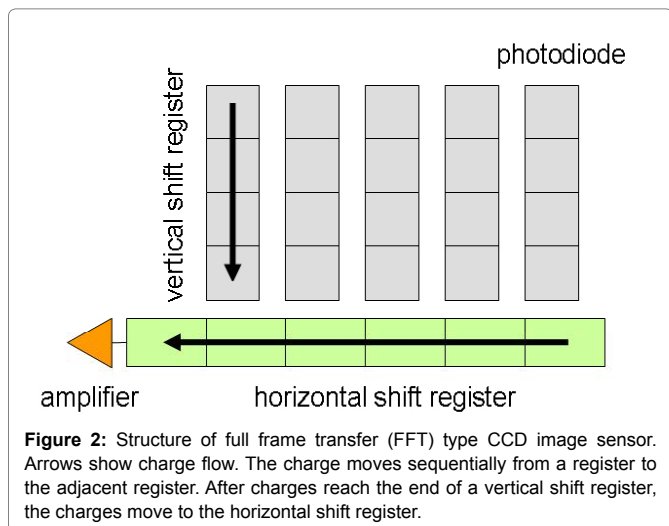 photodiode
vertical shift register
amplifier
horizontal shift register
Figure 2: Structure of full frame transfer (FFT) type CCD image sensor.
Arrows show charge flow. The charge moves sequentially from a register to
the adjacent register. After charges reach the end of a vertical shift register,
the charges move to the horizontal shift register.